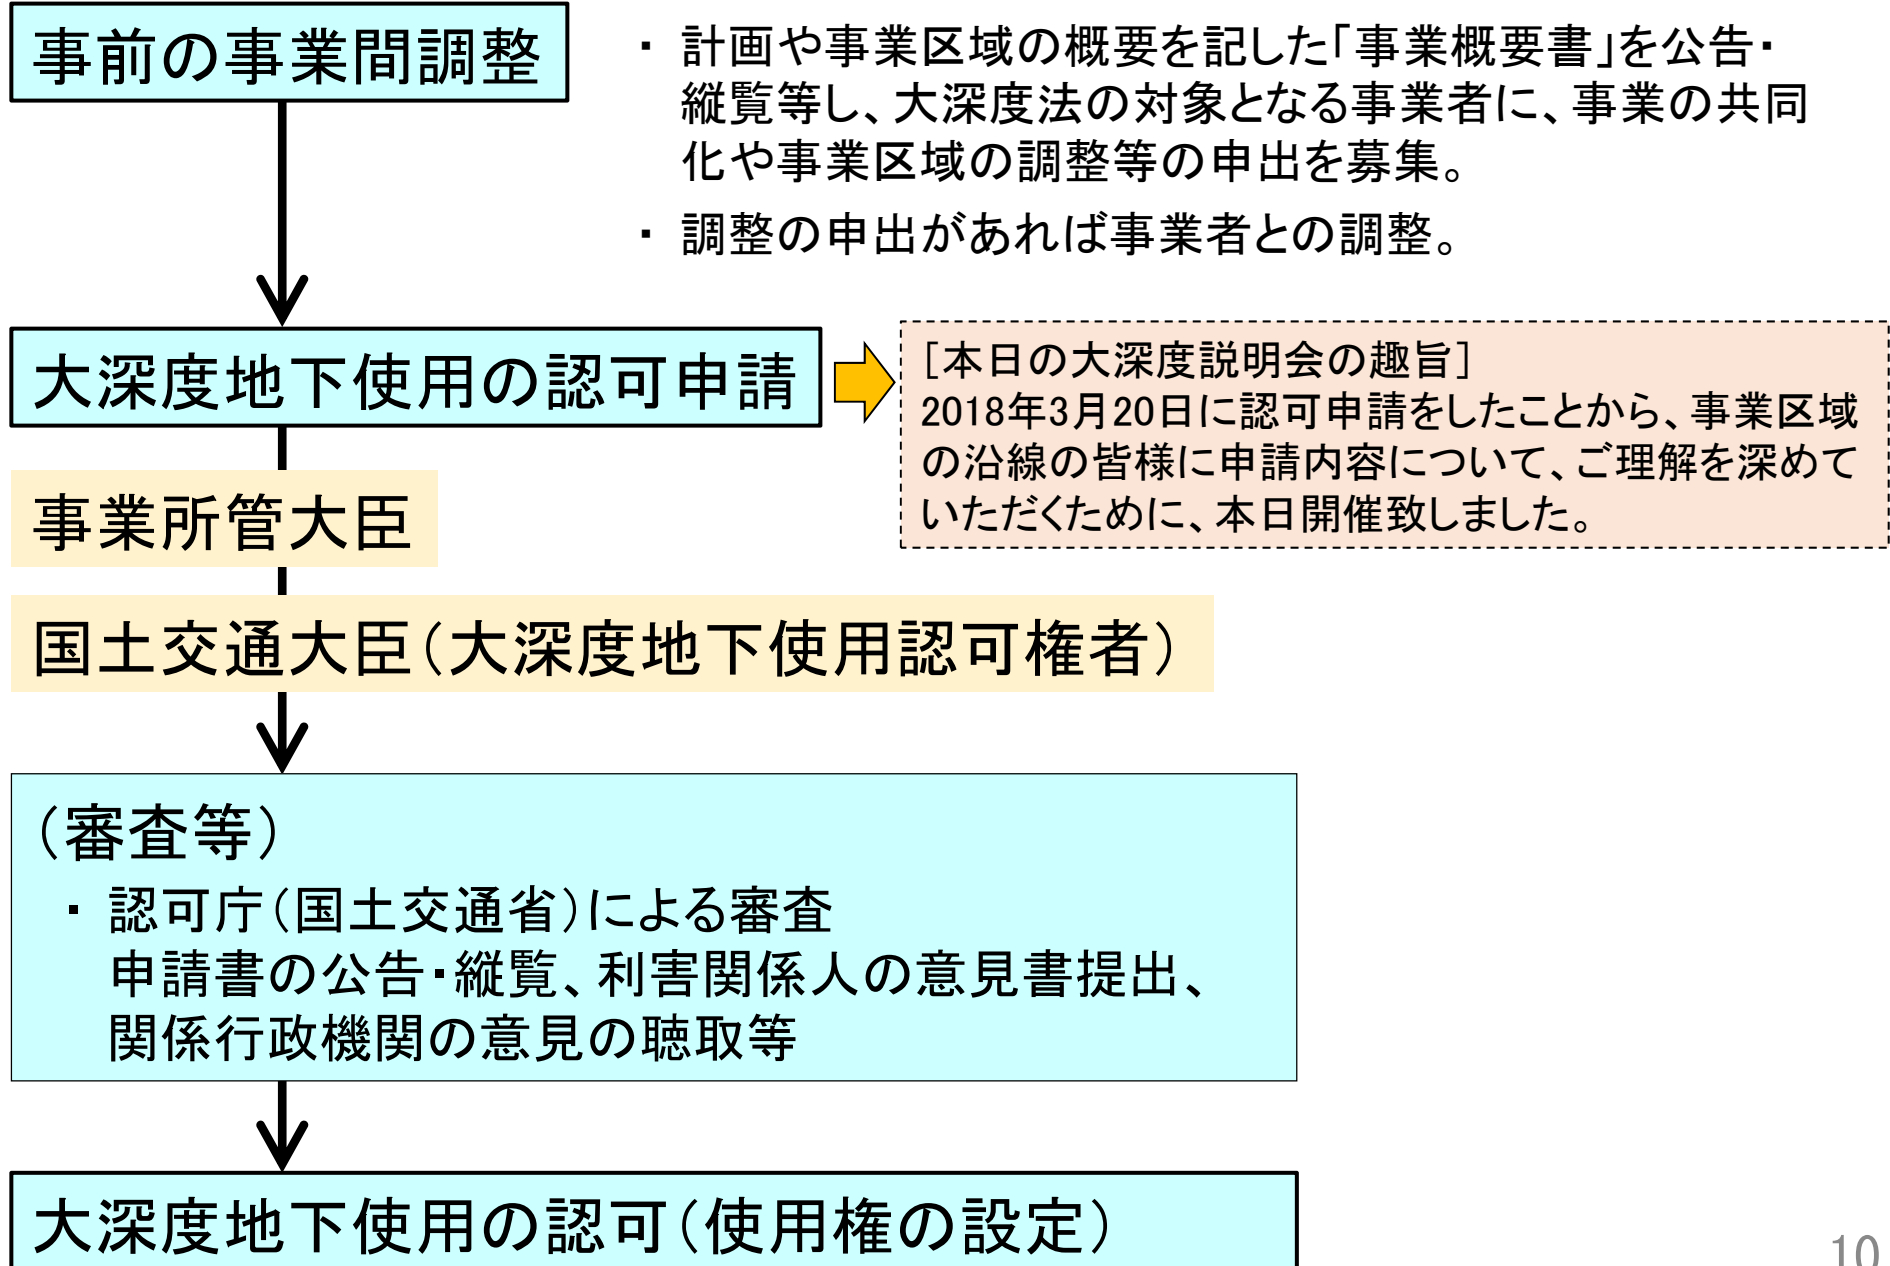 事前の事業間調整
・ 計画や事業区域の概要を記した「事業概要書」を公告・
縦覧等し、大深度法の対象となる事業者に、事業の共同
化や事業区域の調整等の申出を募集。
・ 調整の申出があれば事業者との調整。
大深度地下使用の認可申請
[本日の大深度説明会の趣旨]
2018年3月20日に認可申請をしたことから、事業区域
の沿線の皆様に申請内容について、ご理解を深めて
いただくために、本日開催致しました。
事業所管大臣
国土交通大臣(大深度地下使用認可権者)
(審査等)
・ 認可庁(国土交通省)による審査
申請書の公告・縦覧、利害関係人の意見書提出、
関係行政機関の意見の聴取等
大深度地下使用の認可(使用権の設定)
10